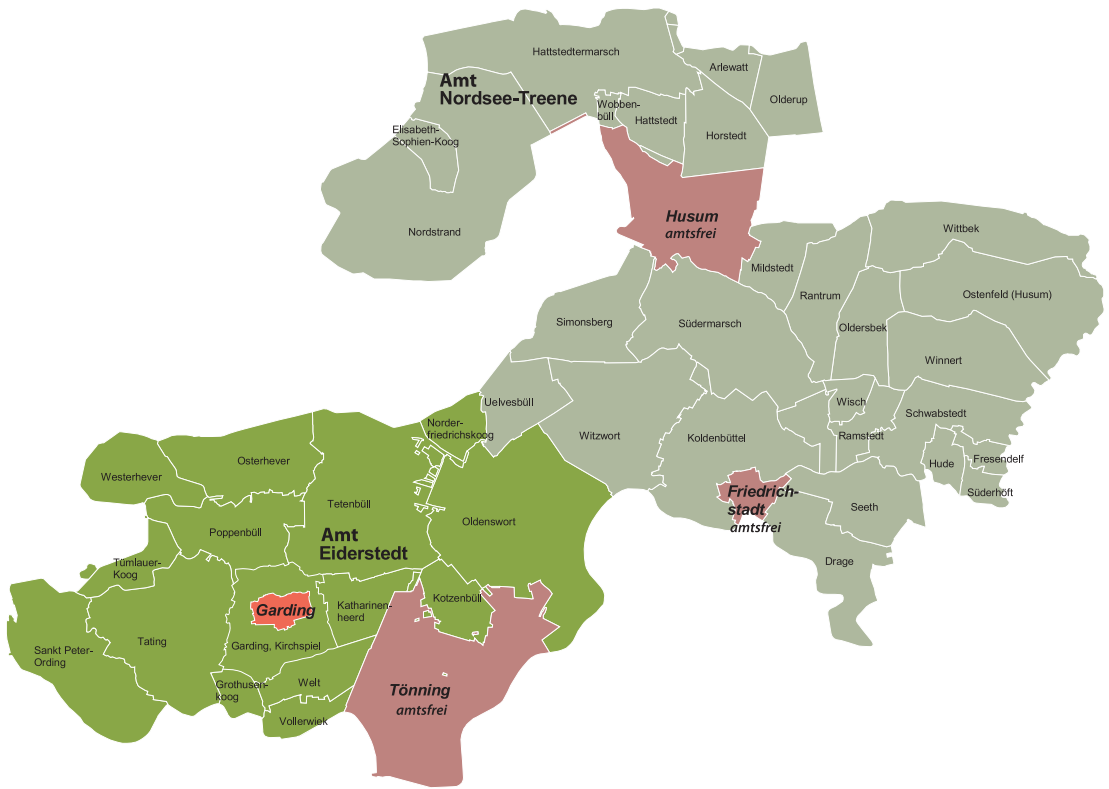 Hattstedtermarsch
Arlewatt
Amt
Nordsee-Treene
Olderup
Wobben-
büll
Hattstedt
Horstedt
Elisabeth-
Sophien-Koog
Nordstrand
Husum
amtsfrei
Wittbek
Mildstedt
Rantrum
Ostenfeld (Husum)
Simonsberg
Südermarsch
Oldersbek
Winnert
Uelvesbüll
Wisch
Schwabstedt
Norder-
friedrichskoog
Witzwort
Koldenbüttel
Ramstedt
Hude
Fresendelf
Süderhöft
Osterhever
Westerhever
Tetenbüll
Oldenswort
Friedrich-
stadt
amtsfrei
Seeth
Poppenbüll
Amt
Eiderstedt
Drage
Tümlauer-
Koog
Kotzenbüll
Garding
Katharinen-
heerd
Tating
Garding, Kirchspiel
Sankt Peter-
Ording
Grothusen-
koog
Welt
Tönning
amtsfrei
Vollerwiek